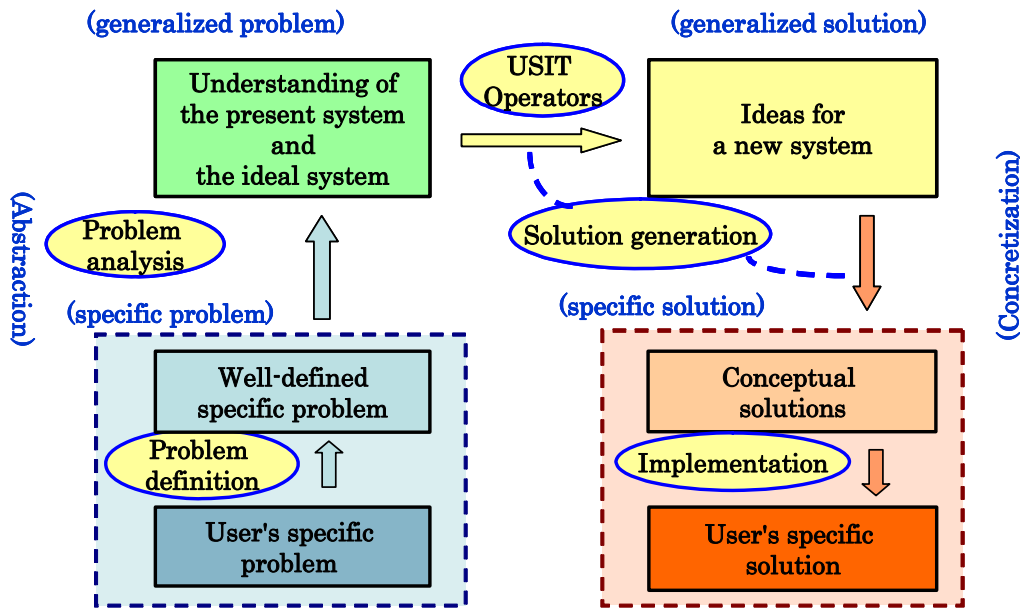 (generalized problem)
(generalized solution)
Understanding of
the present system
and
the ideal system
USIT
Operators
Ideas for
a new system
(Abstraction)
Problem
analysis
Solution generation
(Concretization)
(specific problem)
(specific solution)
Well-defined
specific problem
Conceptual
solutions
Problem
definition
Implementation
User's specific
problem
User's specific
solution